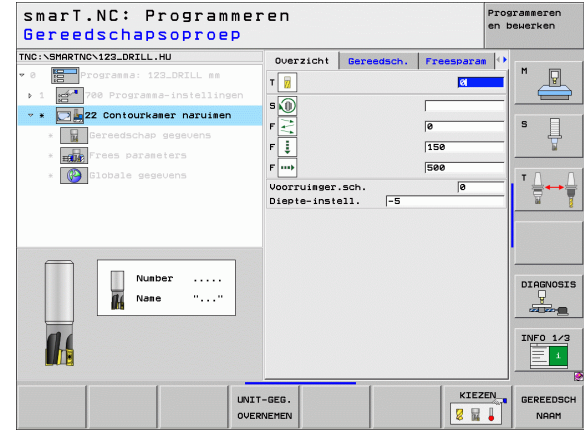 smarT.NC: Programmeren
Gereedschapsoproep
Programmeren
en bewerken
TNC:\SMARTNC\123_DRILL.HU
0 Programma: 123_DRILL mm
1 700 Programma-instellingen
* 22 Contourkamer naruimen
* Gereedschap gegevens
* Frees parameters
* Globale gegevens
Overzicht Gereedsch. Freesparam
T 0
S
F 0
F 150
F 500
Voorruimger.sch. 0
Diepte-instell. -5
Number .....
Name "..."
M
S
T
DIAGNOSIS
INFO 1/3
UNIT-GEG.
OVERNEMEN
KIEZEN
GEREEDSCH
NAAM